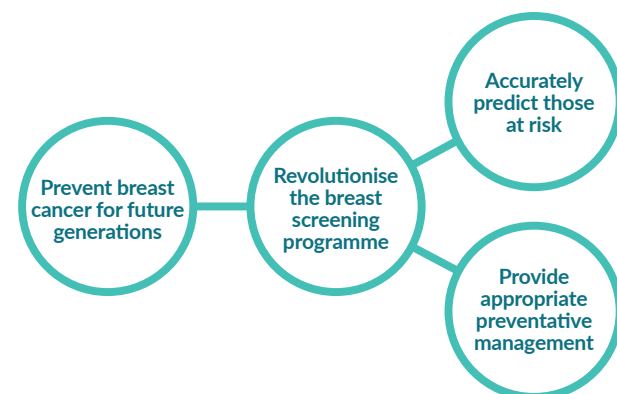 Prevent breast
cancer for future
generations
Revolutionise
the breast
screening
programme
Accurately
predict those
at risk
Provide
appropriate
preventative
management